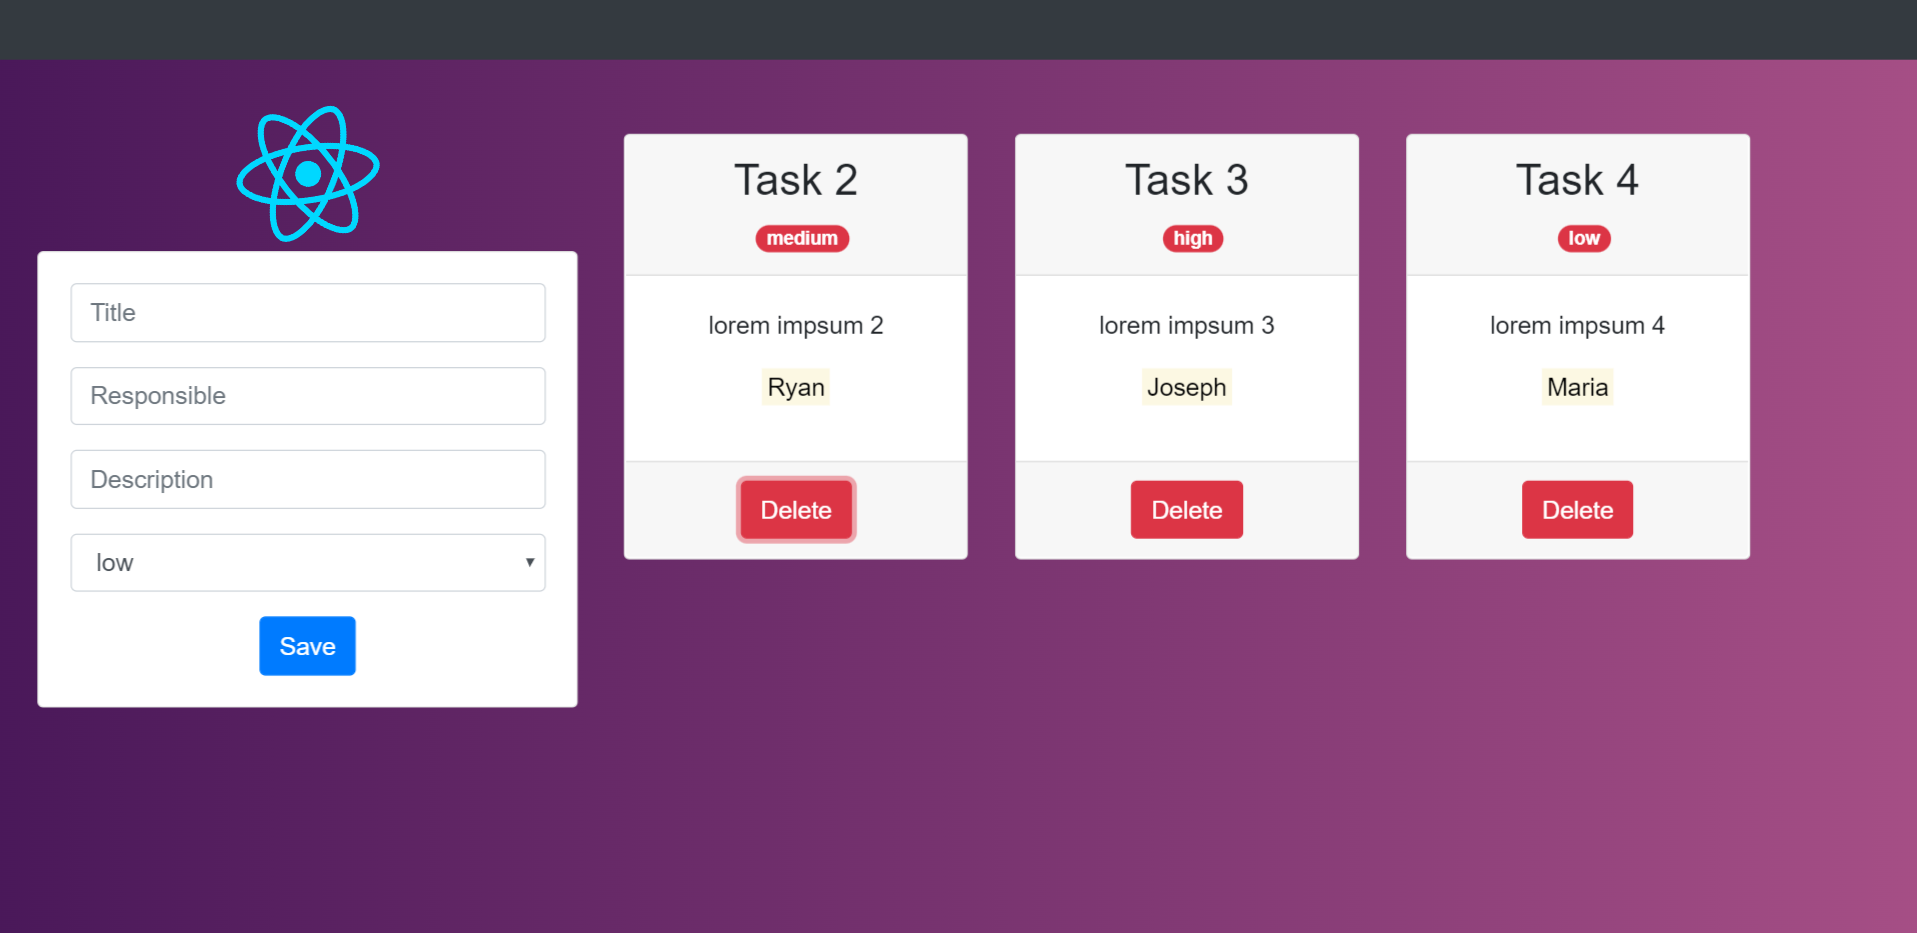 Title
Responsible
Description
low
Save
Task 2
medium
lorem impsum 2
Ryan
Delete
Task 3
high
lorem impsum 3
Joseph
Delete
Task 4
low
lorem impsum 4
Maria
Delete